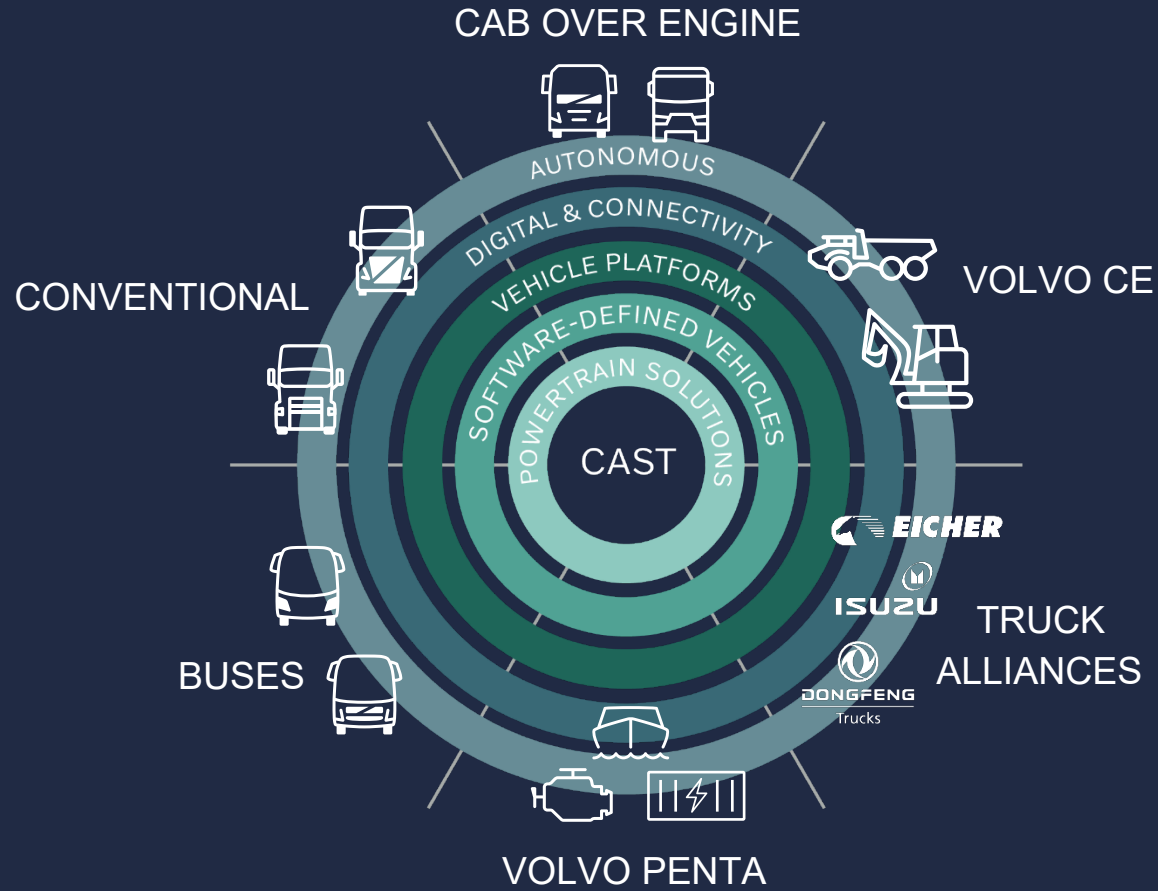 CAB OVER ENGINE
AUTONOMOUS
DIGITAL & CONNECTIVITY
VEHICLE PLATFORMS
SOFTWARE-DEFINED VEHICLES
POWERTRAIN SOLUTIONS
CAST
CONVENTIONAL
VOLVO CE
EICHER
ISUZU
TRUCK
ALLIANCES
DONGFENG
Trucks
BUSES
VOLVO PENTA